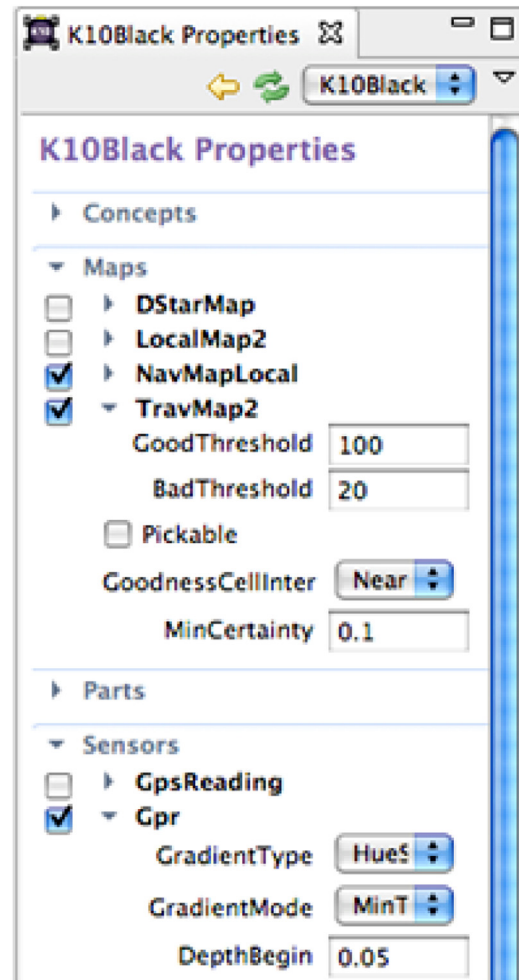 K10Black Properties
K10Black
K10Black Properties
Concepts
Maps
DStarMap
LocalMap2
NavMapLocal
TravMap2
GoodThreshold 100
BadThreshold 20
Pickable
GoodnessCellInter Near
MinCertainty 0.1
Parts
Sensors
GpsReading
Gpr
GradientType HueS
GradientMode MinT
DepthBegin 0.05